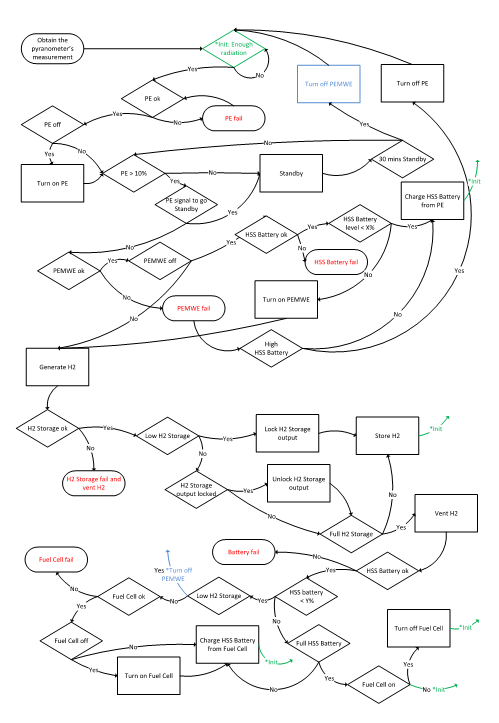 Obtain the
pyranometer's
measurement
*Init: Enough
radiation
Yes
No
Turn off PEMWE
Turn off PE
PE ok
Yes
No
PE fail
PE off
Yes
No
Turn on PE
PE > 10%
No
Yes
PE signal to go
Standby
Yes
No
Standby
No
Yes
30 mins Standby
*Init
Charge HSS Battery
from PE
PEMWE ok
Yes
No
PEMWE off
Yes
No
HSS Battery ok
Yes
No
HSS Battery
level < X%
Yes
No
HSS Battery fail
Yes
PEMWE fail
Turn on PEMWE
High
HSS Battery
No
Generate H2
H2 Storage ok
Yes
No
H2 Storage fail and
vent H2
Low H2 Storage
Yes
No
Lock H2 Storage
output
Store H2
*Init
H2 Storage
output locked
Yes
No
Unlock H2 Storage
output
Full H2 Storage
No
Yes
Vent H2
Fuel Cell fail
Battery fail
No
HSS Battery ok
Yes
Yes *Turn off
PEMWE
No
Fuel Cell ok
Yes
No
Low H2 Storage
Yes
HSS battery
< Y%
No
Fuel Cell off
No
Yes
Turn on Fuel Cell
Charge HSS Battery
from Fuel Cell
*Init
Full HSS Battery
No
Yes
Turn off Fuel Cell
*Init
Yes
Fuel Cell on
No *Init